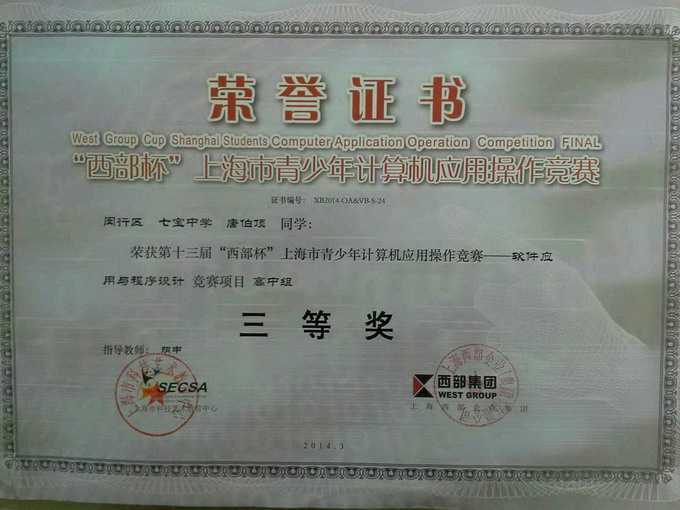 荣誉证书
West Group Cup Shanghai Students Computer Application Operation Competition FINAL
“西部杯”上海市青少年计算机应用操作竞赛
证书编号： XB2014-OA&VB-S-24
闵行区 七宝中学 唐伯顼 同学：
荣获第十三届“西部杯”上海市青少年计算机应用操作竞赛——软件应
用与程序设计 竞赛项目 高中组
三等奖
指导教师：
SECSA
西部集团
WEST GROUP
2014.3